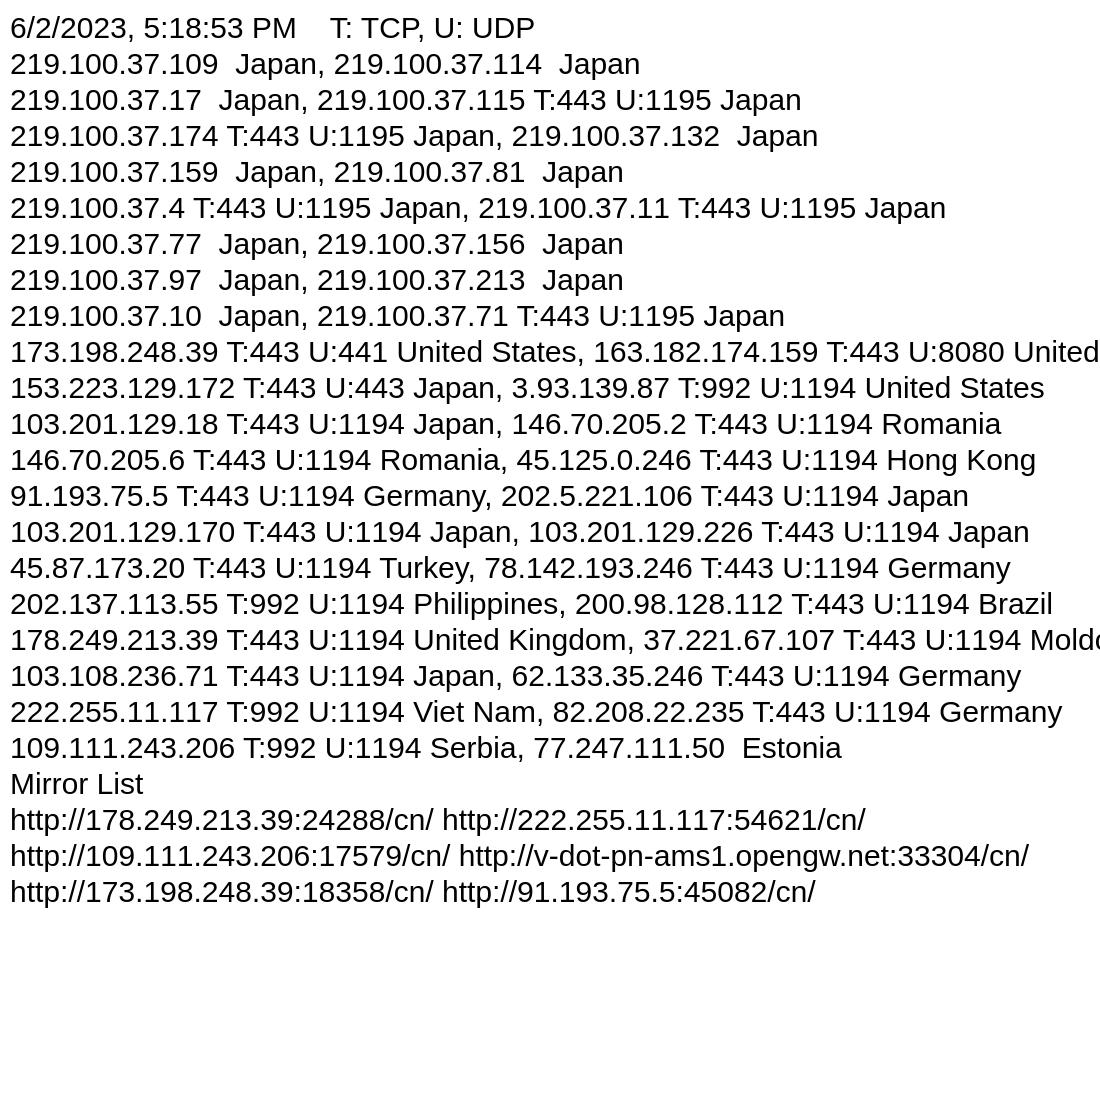 6/2/2023, 5:18:53 PM    T: TCP, U: UDP
219.100.37.109  Japan, 219.100.37.114  Japan
219.100.37.17  Japan, 219.100.37.115 T:443 U:1195 Japan
219.100.37.174 T:443 U:1195 Japan, 219.100.37.132  Japan
219.100.37.159  Japan, 219.100.37.81  Japan
219.100.37.4 T:443 U:1195 Japan, 219.100.37.11 T:443 U:1195 Japan
219.100.37.77  Japan, 219.100.37.156  Japan
219.100.37.97  Japan, 219.100.37.213  Japan
219.100.37.10  Japan, 219.100.37.71 T:443 U:1195 Japan
173.198.248.39 T:443 U:441 United States, 163.182.174.159 T:443 U:8080 United
153.223.129.172 T:443 U:443 Japan, 3.93.139.87 T:992 U:1194 United States
103.201.129.18 T:443 U:1194 Japan, 146.70.205.2 T:443 U:1194 Romania
146.70.205.6 T:443 U:1194 Romania, 45.125.0.246 T:443 U:1194 Hong Kong
91.193.75.5 T:443 U:1194 Germany, 202.5.221.106 T:443 U:1194 Japan
103.201.129.170 T:443 U:1194 Japan, 103.201.129.226 T:443 U:1194 Japan
45.87.173.20 T:443 U:1194 Turkey, 78.142.193.246 T:443 U:1194 Germany
202.137.113.55 T:992 U:1194 Philippines, 200.98.128.112 T:443 U:1194 Brazil
178.249.213.39 T:443 U:1194 United Kingdom, 37.221.67.107 T:443 U:1194
103.108.236.71 T:443 U:1194 Japan, 62.133.35.246 T:443 U:1194 Germany
222.255.11.117 T:992 U:1194 Viet Nam, 82.208.22.235 T:443 U:1194 Germany
109.111.243.206 T:992 U:1194 Serbia, 77.247.111.50  Estonia
Mirror List
http://178.249.213.39:24288/cn/ http://222.255.11.117:54621/cn/
http://109.111.243.206:17579/cn/ http://v-dot-pn-ams1.opengw.net:33304/cn/
http://173.198.248.39:18358/cn/ http://91.193.75.5:45082/cn/